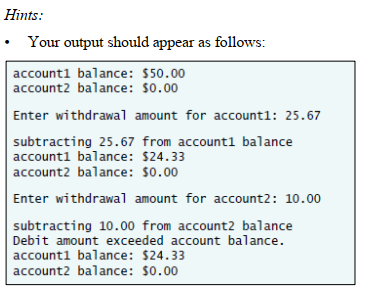 Hints:
• Your output should appear as follows:
account1 balance: $50.00
account2 balance: $0.00
Enter withdrawal amount for account1: 25.67
subtracting 25.67 from account1 balance
account1 balance: $24.33
account2 balance: $0.00
Enter withdrawal amount for account2: 10.00
subtracting 10.00 from account2 balance
Debit amount exceeded account balance.
account1 balance: $24.33
account2 balance: $0.00